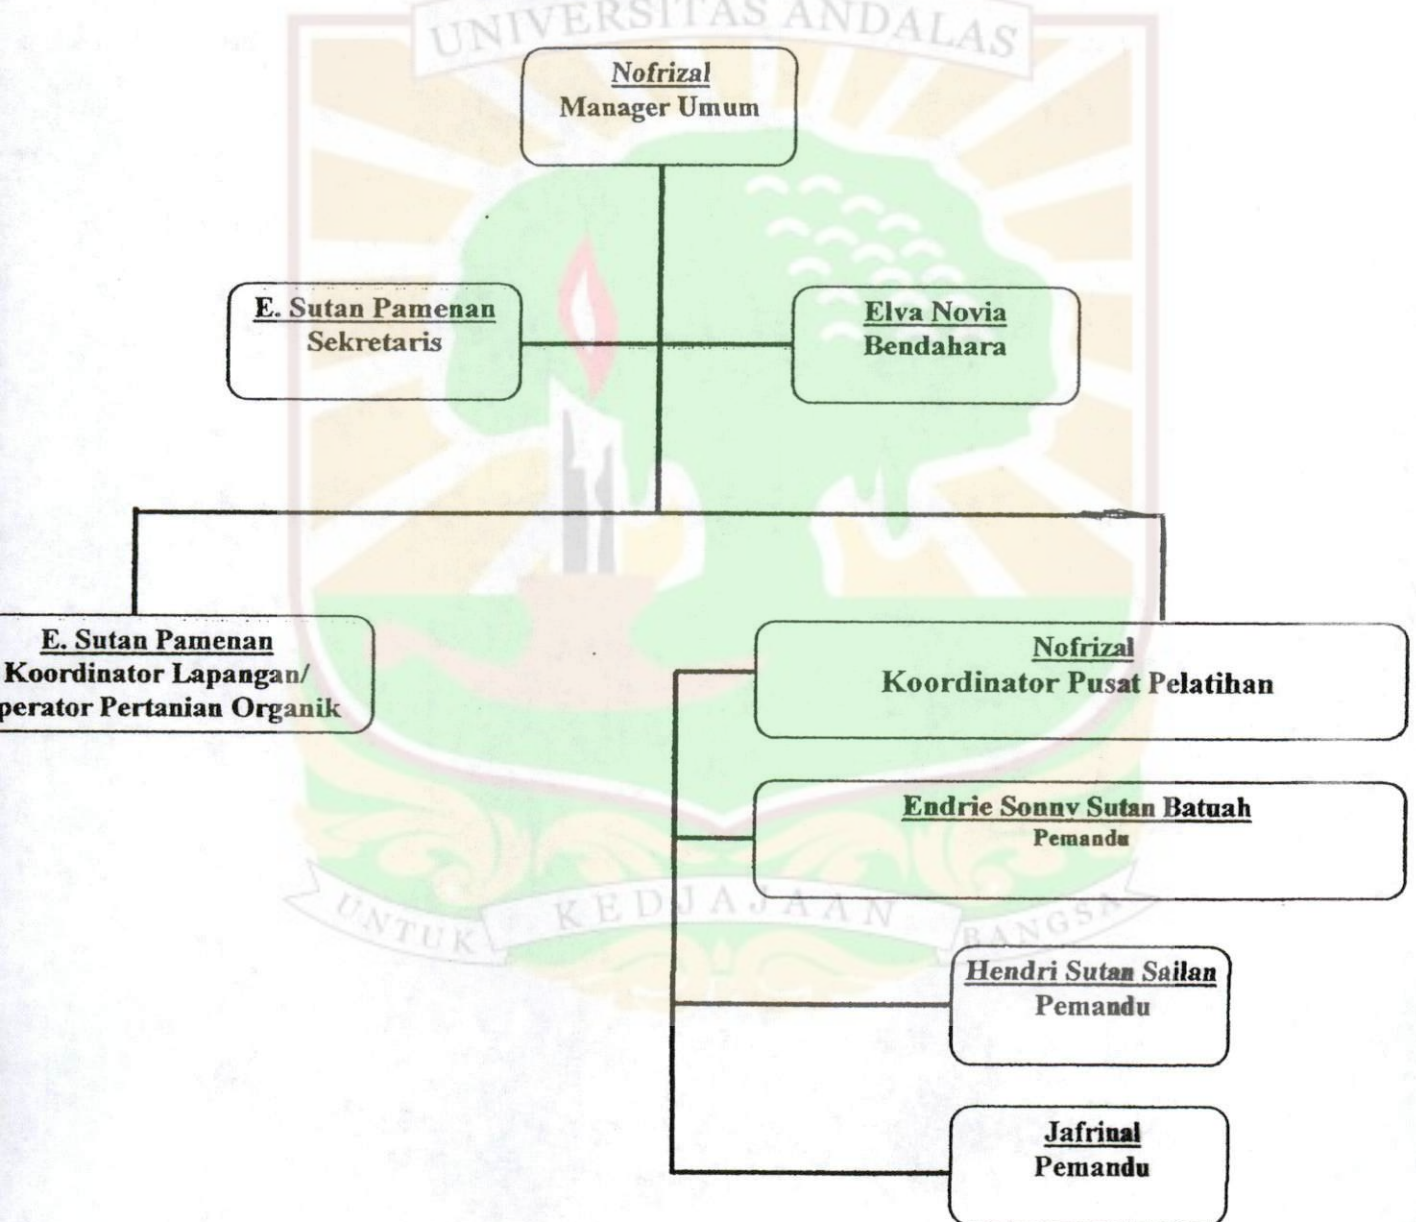 UNIVERSITAS ANDALAS
Nofrizal
Manager Umum
E. Sutan Pamenan
Sekretaris
Elva Novia
Bendahara
E. Sutan Pamenan
Koordinator Lapangan/
perator Pertanian Organik
Nofrizal
Koordinator Pusat Pelatihan
Endrie Sonny Sutan Batuah
Pemandu
UNTUK KEDJAJAAN BANGSA
Hendri Sutan Sailan
Pemandu
Jafrinal
Pemandu